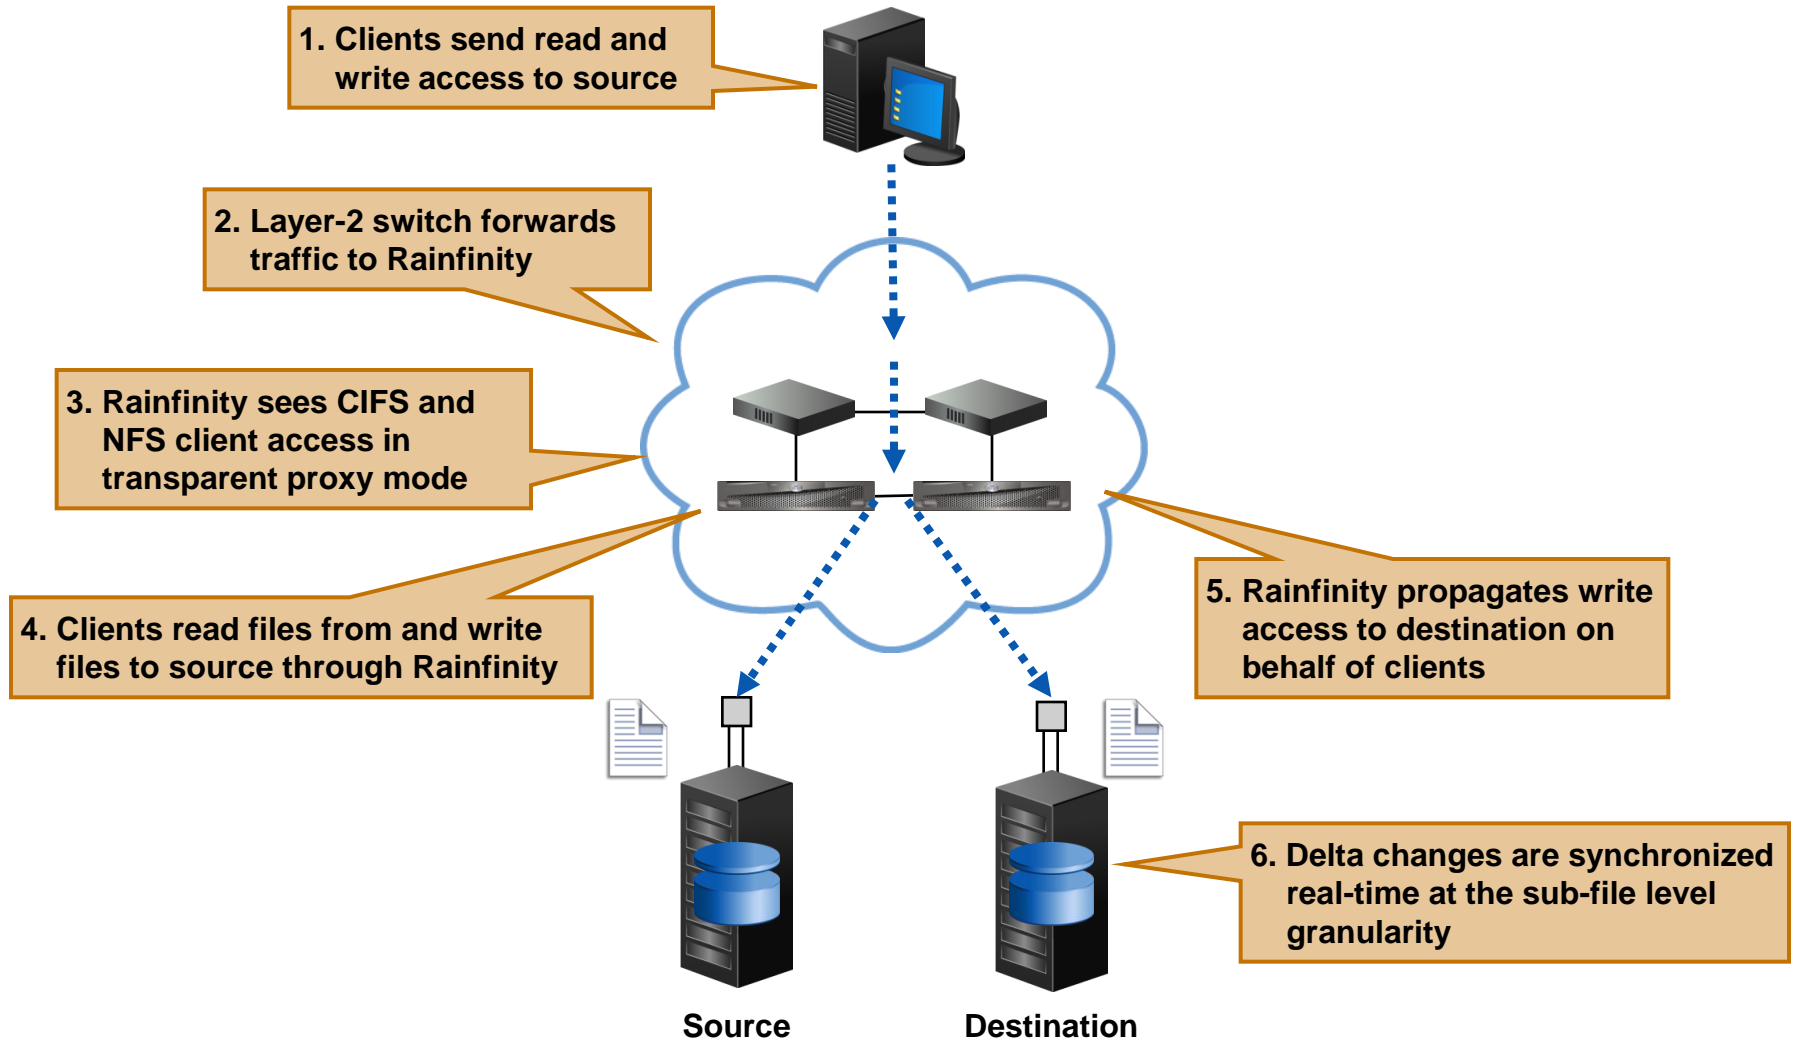 1. Clients send read and
write access to source
2. Layer-2 switch forwards
traffic to Rainfinity
3. Rainfinity sees CIFS and
NFS client access in
transparent proxy mode
4. Clients read files from and write
files to source through Rainfinity
5. Rainfinity propagates write
access to destination on
behalf of clients
6. Delta changes are synchronized
real-time at the sub-file level
granularity
Source
Destination